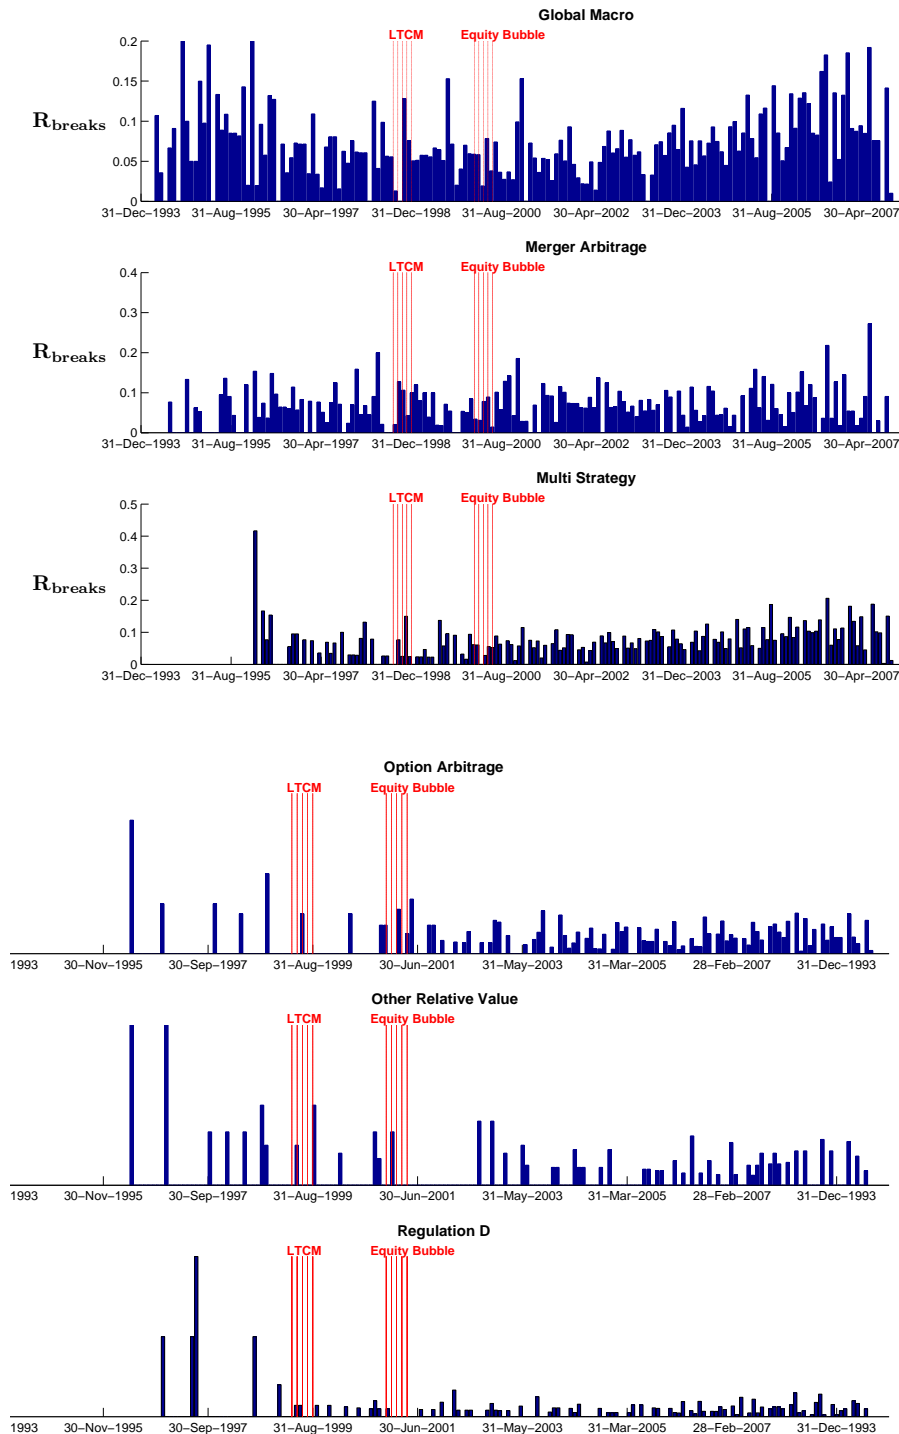 Global Macro
LTCM Equity Bubble
0.2
0.15
R_breaks 0.1
0.05
0
31–Dec–1993 31–Aug–1995 30–Apr–1997 31–Dec–1998 31–Aug–2000 30–Apr–2002 31–Dec–2003 31–Aug–2005 30–Apr–2007
Merger Arbitrage
LTCM Equity Bubble
0.4
0.3
R_breaks 0.2
0.1
0
31–Dec–1993 31–Aug–1995 30–Apr–1997 31–Dec–1998 31–Aug–2000 30–Apr–2002 31–Dec–2003 31–Aug–2005 30–Apr–2007
Multi Strategy
LTCM Equity Bubble
0.5
0.4
0.3
R_breaks
0.2
0.1
0
31–Dec–1993 31–Aug–1995 30–Apr–1997 31–Dec–1998 31–Aug–2000 30–Apr–2002 31–Dec–2003 31–Aug–2005 30–Apr–2007
Option Arbitrage
LTCM Equity Bubble
1993 30–Nov–1995 30–Sep–1997 31–Aug–1999 30–Jun–2001 31–May–2003 31–Mar–2005 28–Feb–2007 31–Dec–1993
Other Relative Value
LTCM Equity Bubble
1993 30–Nov–1995 30–Sep–1997 31–Aug–1999 30–Jun–2001 31–May–2003 31–Mar–2005 28–Feb–2007 31–Dec–1993
Regulation D
LTCM Equity Bubble
1993 30–Nov–1995 30–Sep–1997 31–Aug–1999 30–Jun–2001 31–May–2003 31–Mar–2005 28–Feb–2007 31–Dec–1993